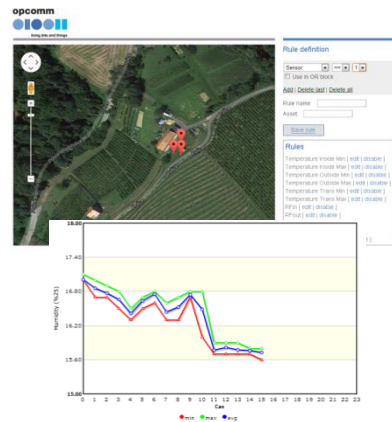 opcomm
living bits and things
Rule definition
Sensor == 1
Use in OR block
Add | Delete last | Delete all
Rule name:
Asset:
Save rule
Rules
Temperature Inside Min [ edit | disable ]
Temperature Inside Max [ edit | disable ]
Temperature Outside Min [ edit | disable ]
Temperature Outside Max [ edit | disable ]
Temperature Trans Min [ edit | disable ]
Temperature Trans Max [ edit | disable ]
RFin [ edit | disable ]
RFout [ edit | disable ]
18.00
17.40
16.80
16.20
15.60
15.00
Humidity (%25)
0 1 2 3 4 5 6 7 8 9 10 11 12 13 14 15 16 17 18 19 20 21 22 23
Cas
min max avg